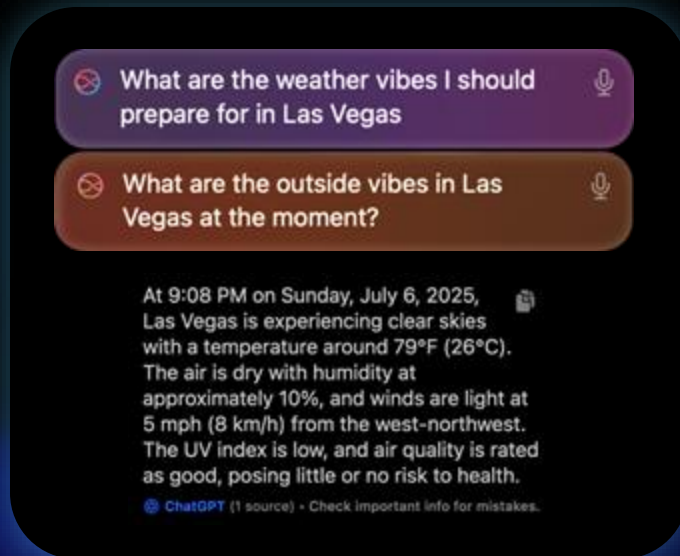 What are the weather vibes I should
prepare for in Las Vegas
What are the outside vibes in Las
Vegas at the moment?
At 9:08 PM on Sunday, July 6, 2025,
Las Vegas is experiencing clear skies
with a temperature around 79°F (26°C).
The air is dry with humidity at
approximately 10%, and winds are light at
5 mph (8 km/h) from the west-northwest.
The UV index is low, and air quality is rated
as good, posing little or no risk to health.
ChatGPT (1 source) • Check important info for mistakes.